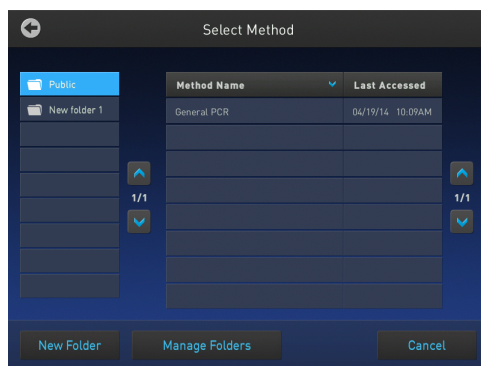 Select Method
Public
New folder 1
1/1
Method Name Last Accessed
General PCR 04/19/14 10:09AM
1/1
New Folder Manage Folders Cancel